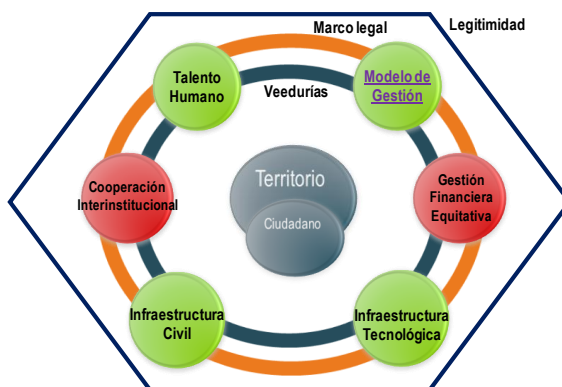 Marco legal
Legitimidad
Talento
Humano
Veedurías
Modelo de
Gestión
Cooperación
Interinstitucional
Territorio
Ciudadano
Gestión
Financiera
Equitativa
Infraestructura
Civil
Infraestructura
Tecnológica